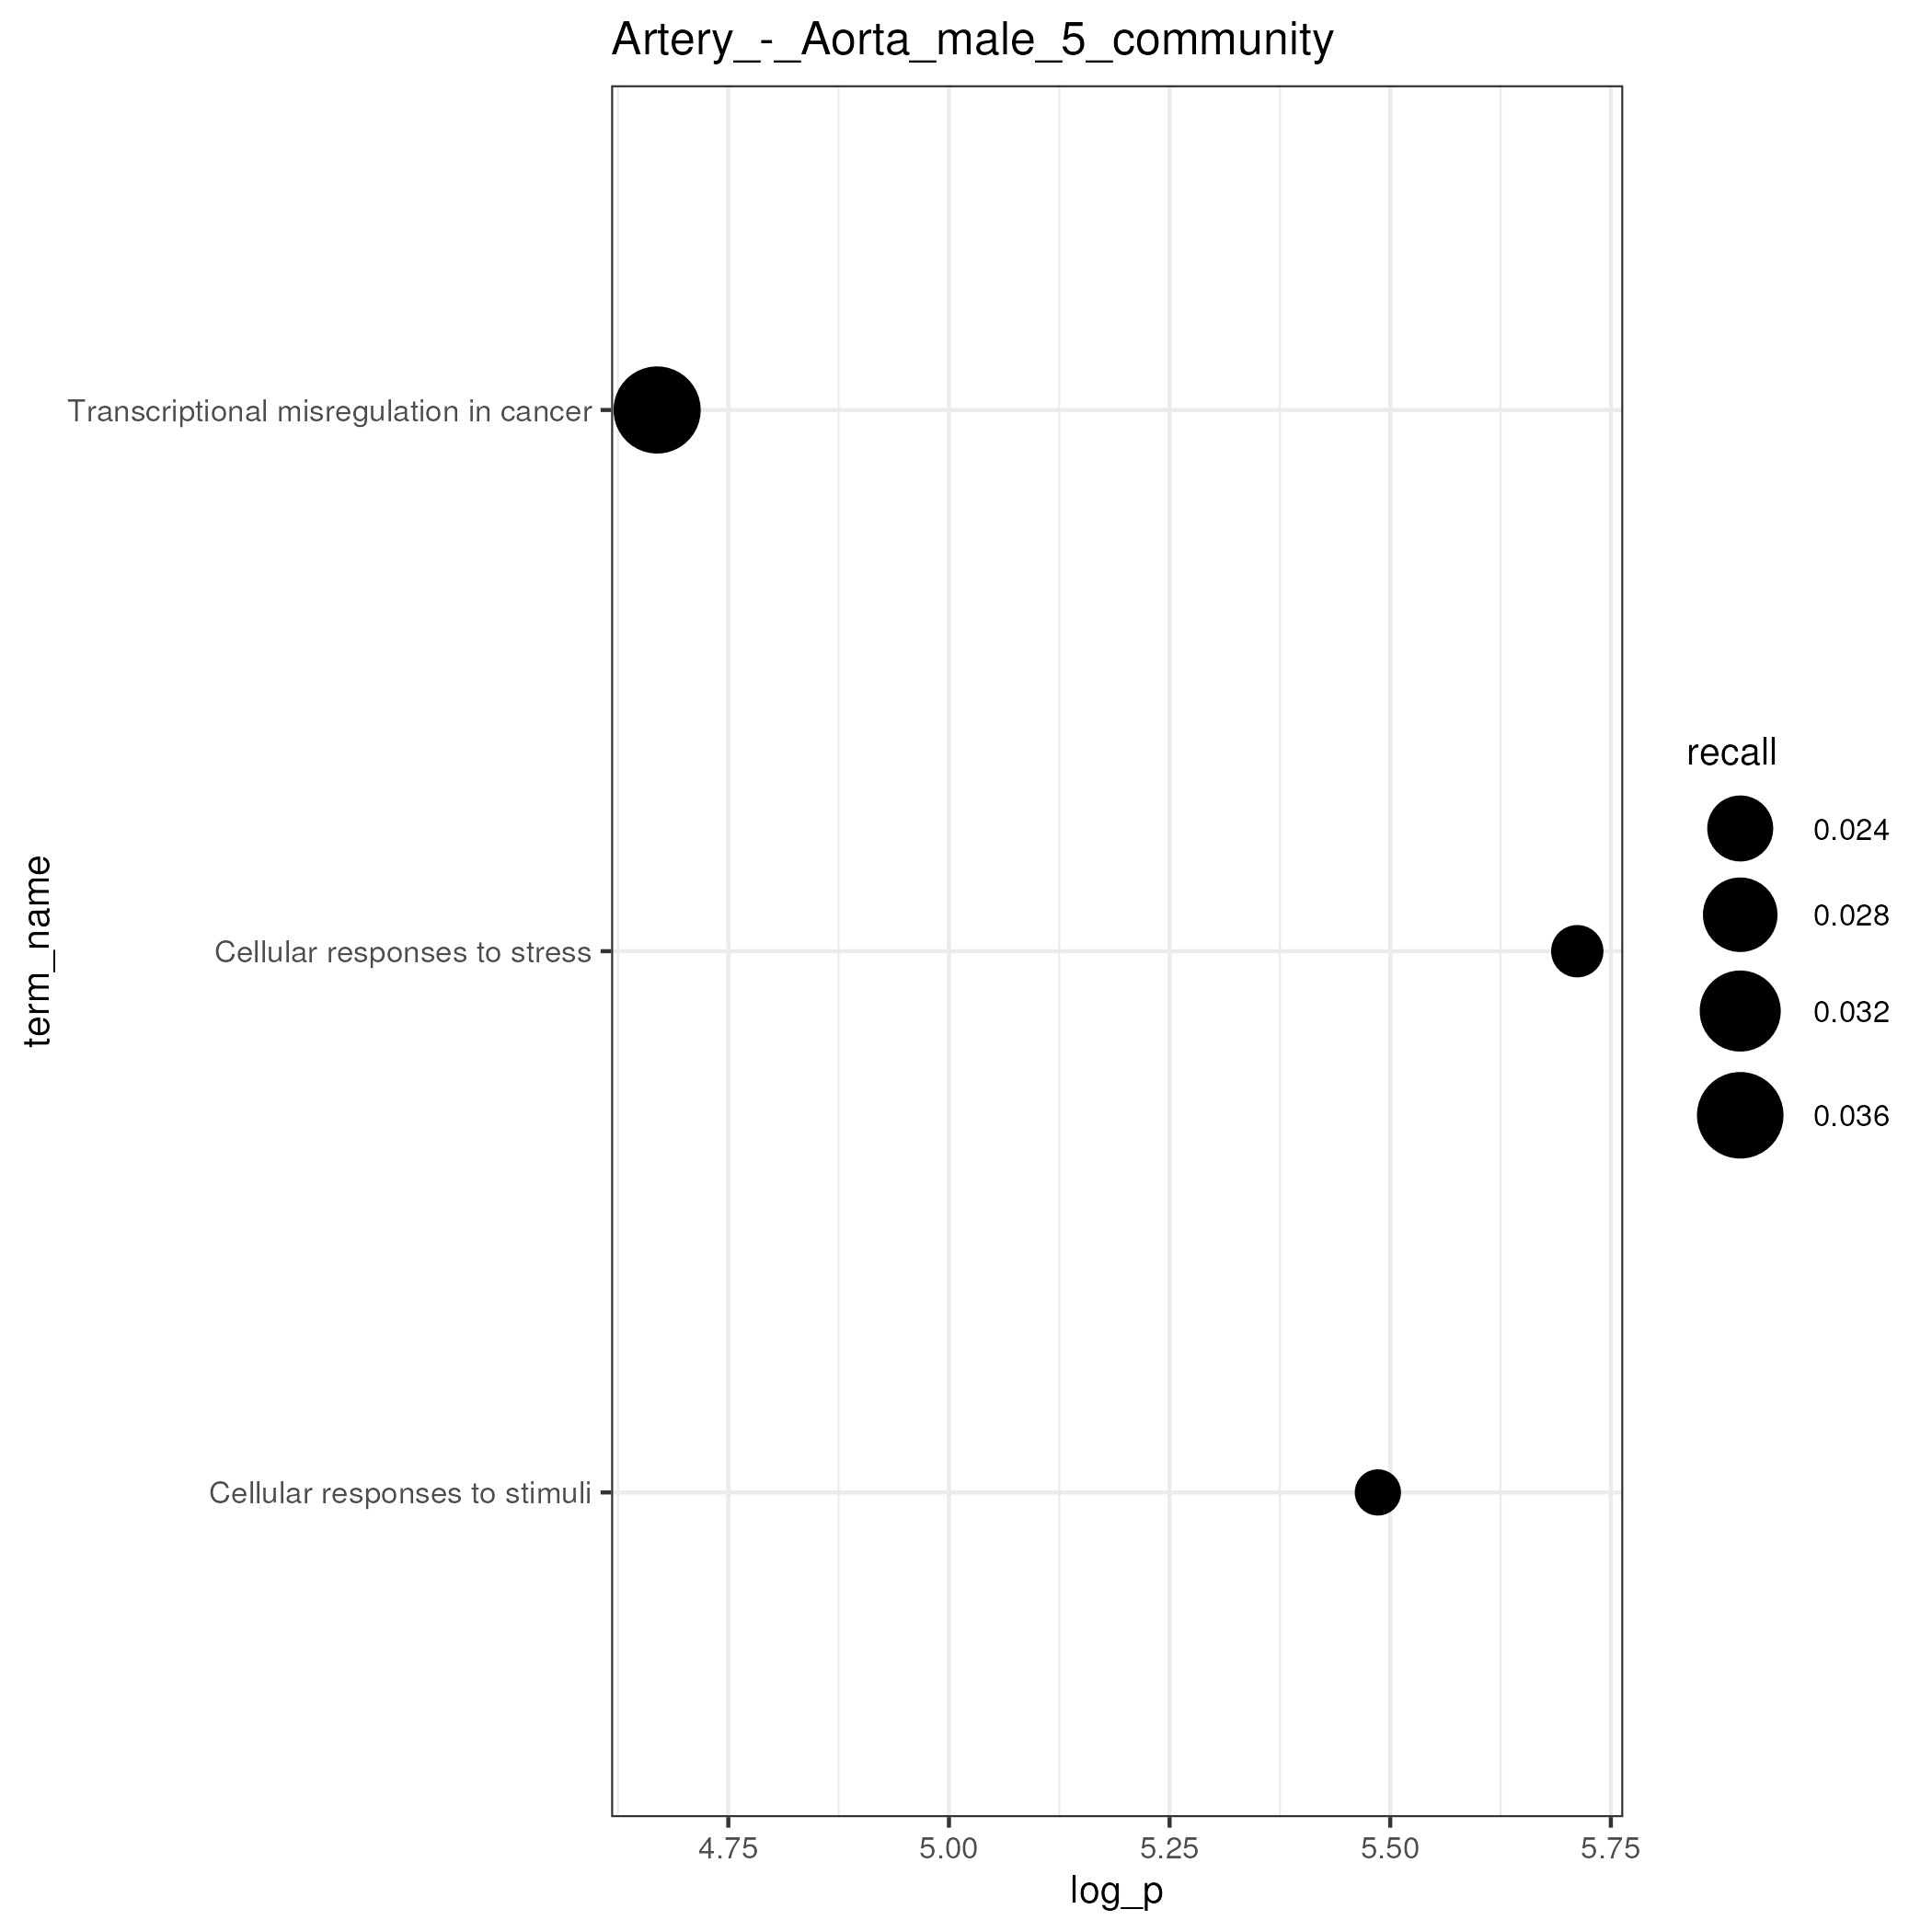 Artery_-_Aorta_male_5_community
Transcriptional misregulation in cancer
Cellular responses to stress
Cellular responses to stimuli
term_name
4.75
5.00
5.25
5.50
5.75
log_p
recall
0.024
0.028
0.032
0.036